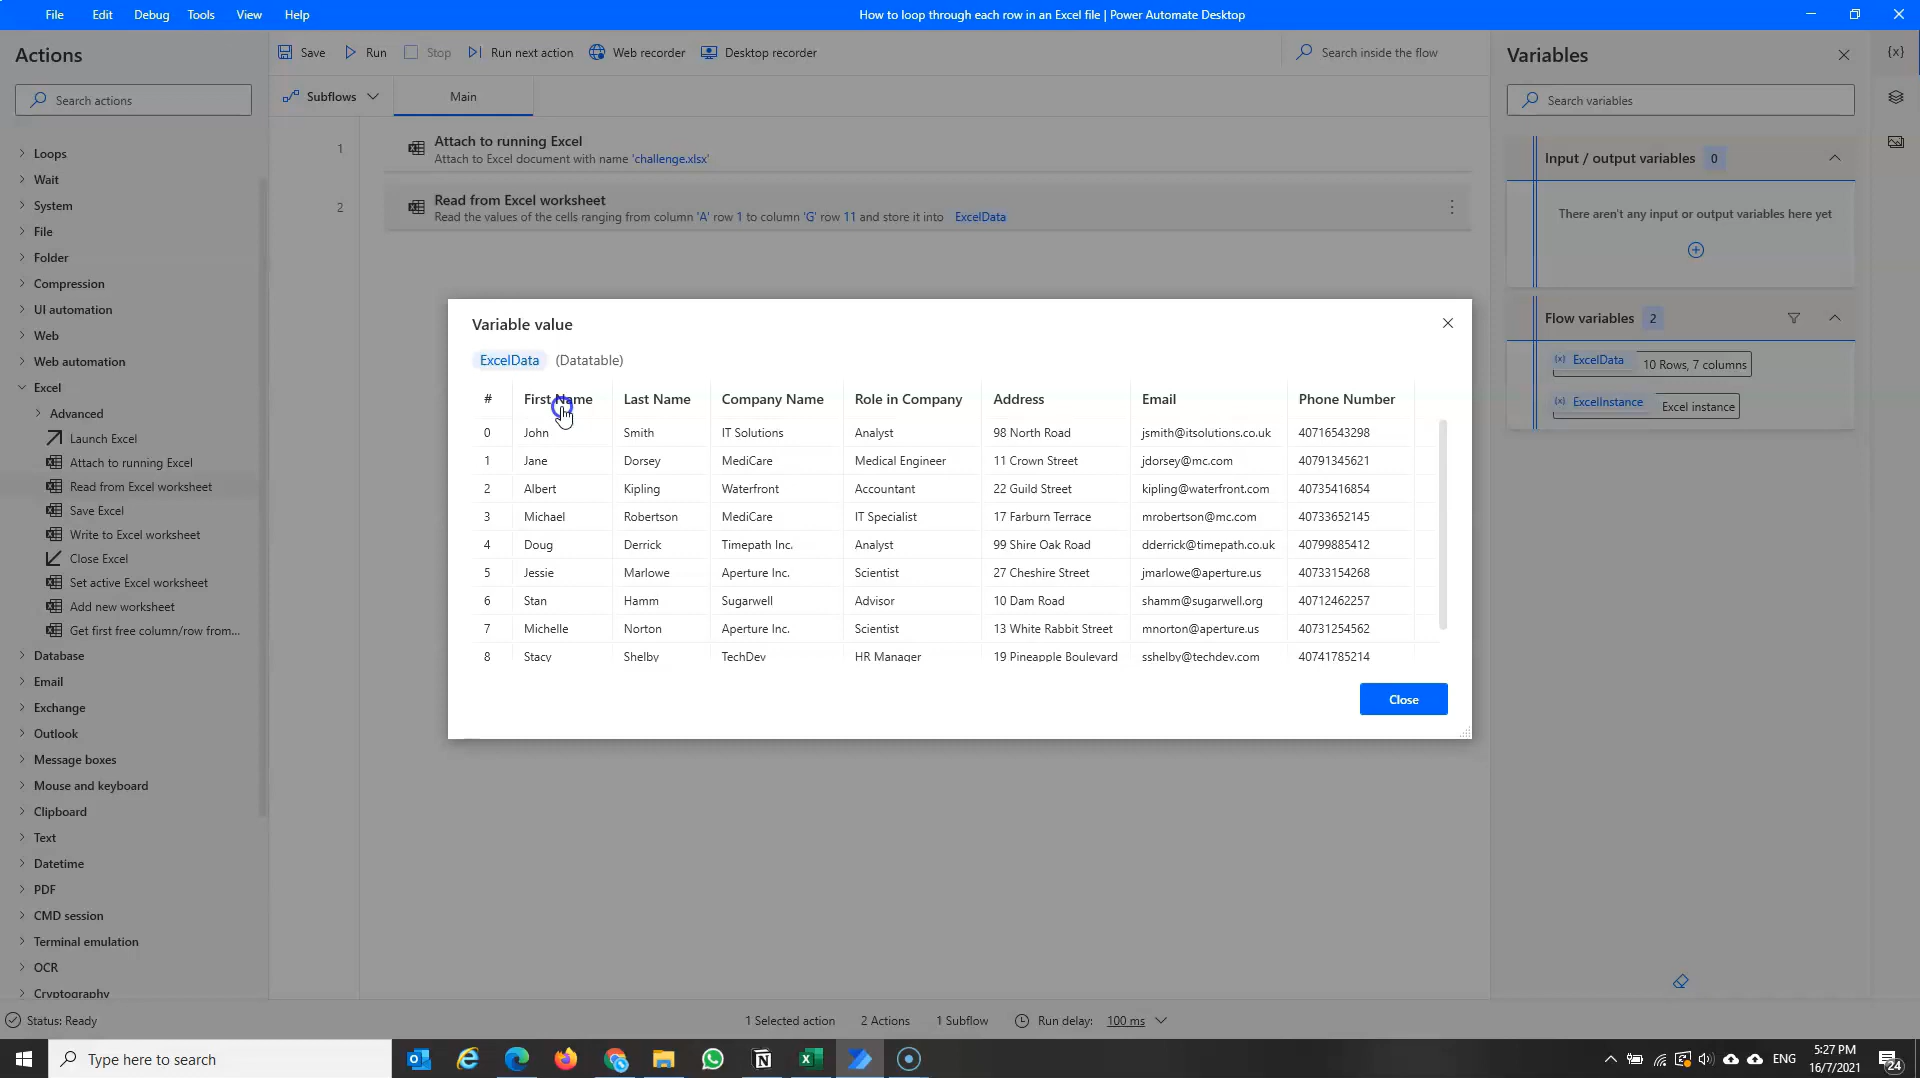 File Edit Debug Tools View Help
How to loop through each row in an Excel file | Power Automate Desktop
Actions
Search actions
Loops
Wait
System
File
Folder
Compression
UI automation
Web
Web automation
Excel
Advanced
Launch Excel
Attach to running Excel
Read from Excel worksheet
Save Excel
Write to Excel worksheet
Close Excel
Set active Excel worksheet
Add new worksheet
Get first free column/row from...
Database
Email
Exchange
Outlook
Message boxes
Mouse and keyboard
Clipboard
Text
Datetime
PDF
CMD session
Terminal emulation
OCR
Cryptography
Save Run Stop Run next action Web recorder Desktop recorder
Search inside the flow
Subflows Main
1
Attach to running Excel
Attach to Excel document with name 'challenge.xlsx'
2
Read from Excel worksheet
Read the values of the cells ranging from column 'A' row 1 to column 'G' row 11 and store it into ExcelData
Variable value
ExcelData (Datatable)
# First Name Last Name Company Name Role in Company Address Email Phone Number
0 John Smith IT Solutions Analyst 98 North Road jsmith@itsolutions.co.uk 40716543298
1 Jane Dorsey MediCare Medical Engineer 11 Crown Street jdorsey@mc.com 40791345621
2 Albert Kipling Waterfront Accountant 22 Guild Street kipling@waterfront.com 40735416854
3 Michael Robertson MediCare IT Specialist 17 Farburn Terrace mrobertson@mc.com 40733652145
4 Doug Derrick Timepath Inc. Analyst 99 Shire Oak Road dderrick@timepath.co.uk 40799885412
5 Jessie Marlowe Aperture Inc. Scientist 27 Cheshire Street jmarlowe@aperture.us 40733154268
6 Stan Hamm Sugarwell Advisor 10 Dam Road shamm@sugarwell.org 40712462257
7 Michelle Norton Aperture Inc. Scientist 13 White Rabbit Street mnorton@aperture.us 40731254562
8 Stacy Shelby TechDev HR Manager 19 Pineapple Boulevard sshelby@techdev.com 40741785214
Close
Variables
{x}
Search variables
Input / output variables 0
There aren't any input or output variables here yet
Flow variables 2
(x) ExcelData 10 Rows, 7 columns
(x) ExcelInstance Excel instance
Status: Ready
1 Selected action 2 Actions 1 Subflow Run delay: 100 ms
Type here to search
ENG
5:27 PM
16/7/2021
24